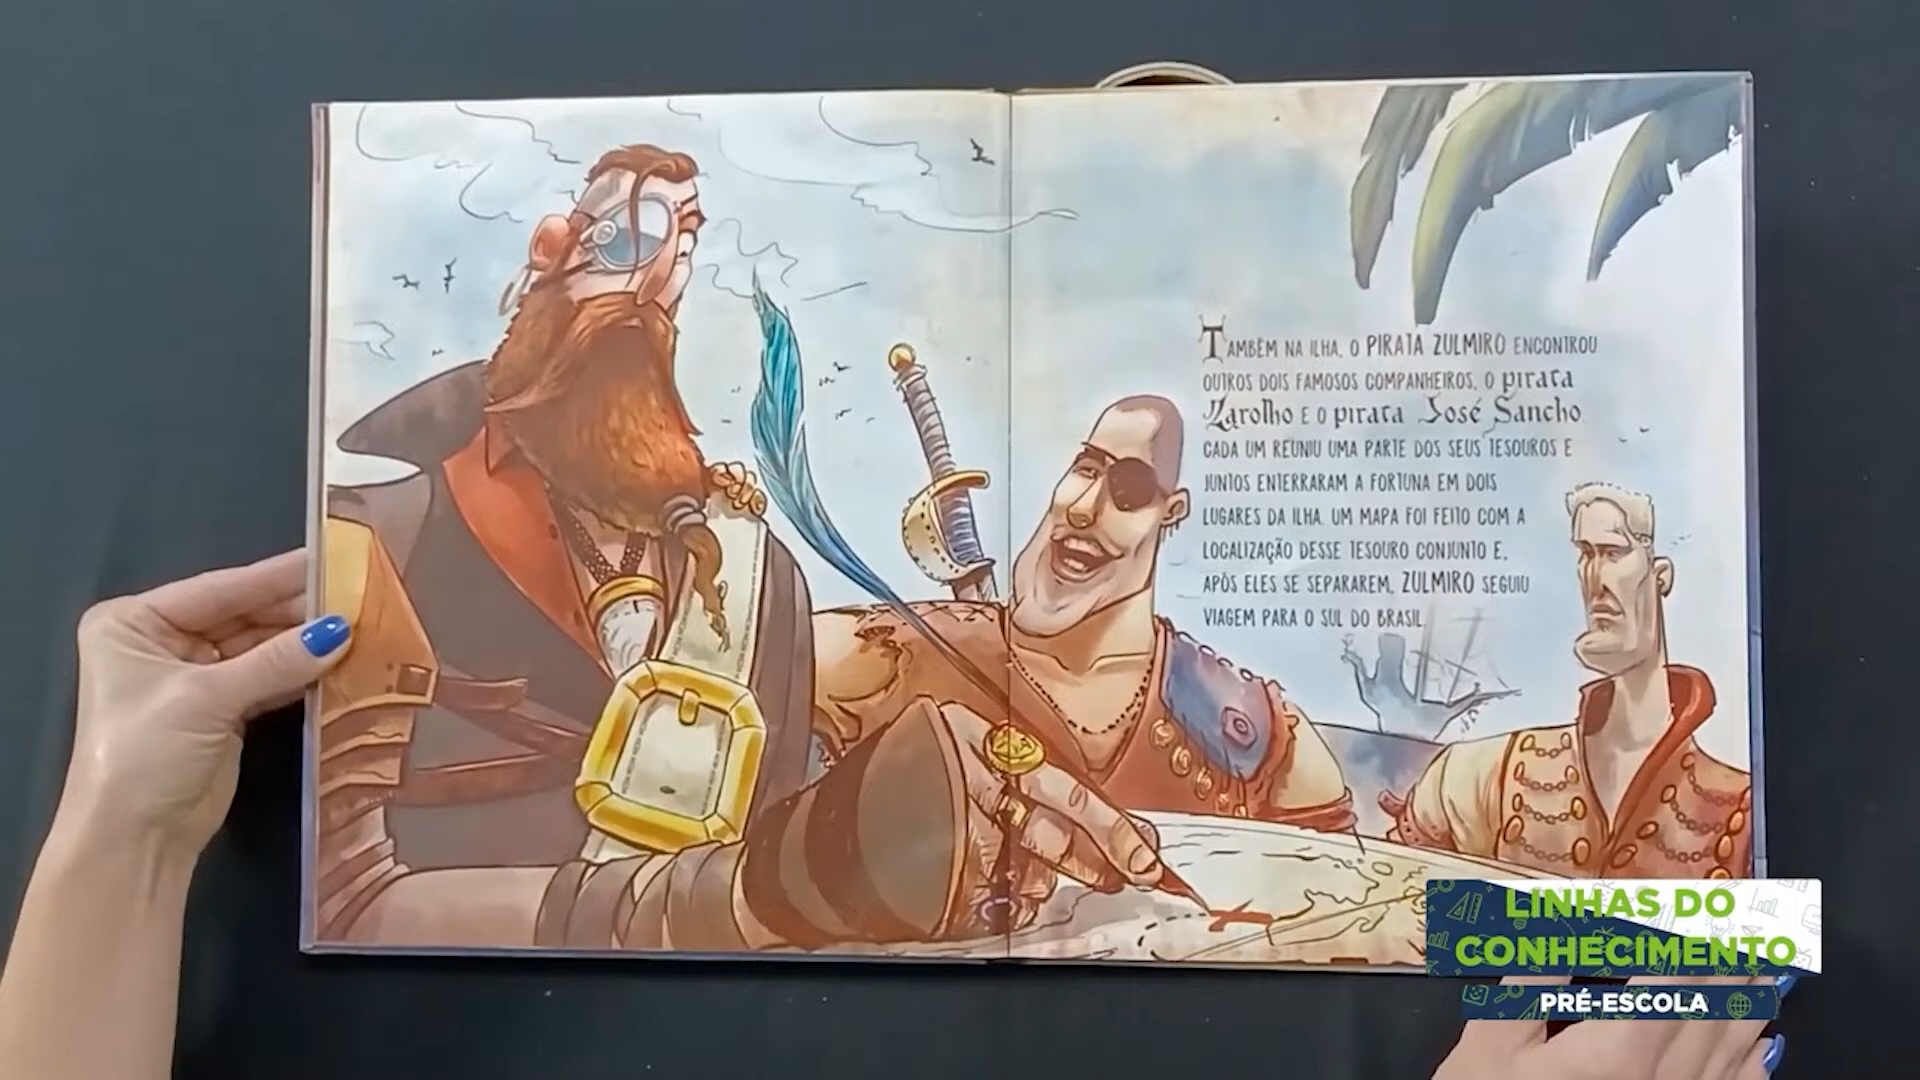 TAMBÉM NA ILHA, O PIRATA ZULMIRO ENCONTROU
OUTROS DOIS FAMOSOS COMPANHEIROS, O pirata
Zarolho E O pirata José Sancho.
CADA UM REUNIU UMA PARTE DOS SEUS TESOUROS E
JUNTOS ENTERRARAM A FORTUNA EM DOIS
LUGARES DA ILHA. UM MAPA FOI FEITO COM A
LOCALIZAÇÃO DESSE TESOURO CONJUNTO E,
APÓS ELES SE SEPARAREM, ZULMIRO SEGUIU
VIAGEM PARA O SUL DO BRASIL.
LINHAS DO
CONHECIMENTO
PRÉ-ESCOLA